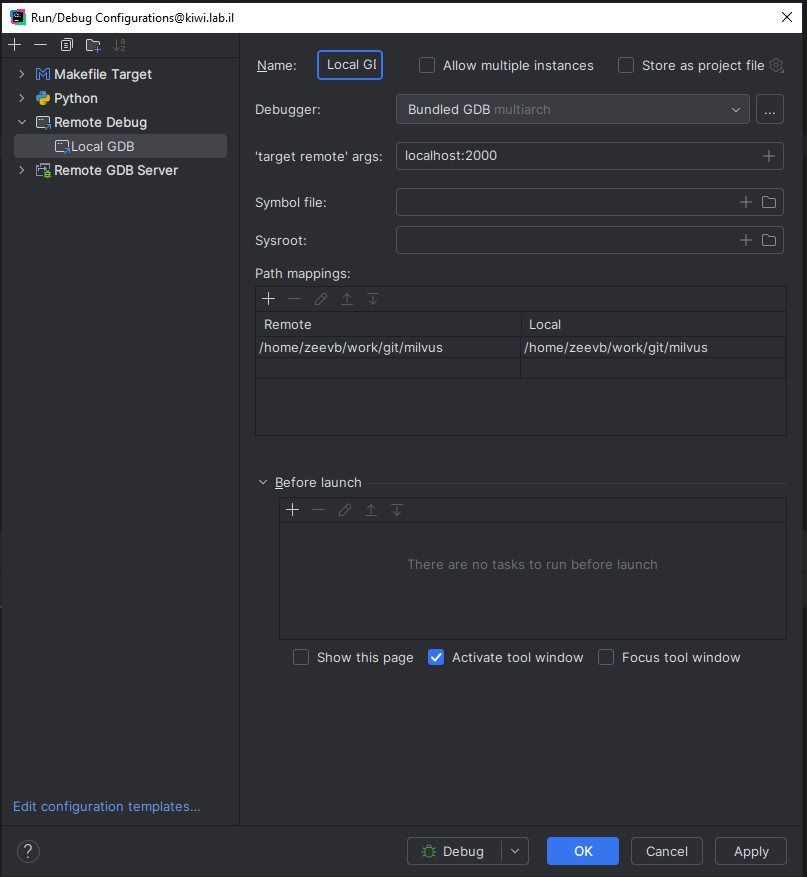 Run/Debug Configurations@kiwi.lab.il
Makefile Target
Python
Remote Debug
Local GDB
Remote GDB Server
Edit configuration templates...
Name: Local GI Allow multiple instances Store as project file
Debugger: Bundled GDB multiarch ...
'target remote' args: localhost:2000
Symbol file:
Sysroot:
Path mappings:
Remote Local
/home/zeevb/work/git/milvus /home/zeevb/work/git/milvus
Before launch
There are no tasks to run before launch
Show this page Activate tool window Focus tool window
? Debug OK Cancel Apply